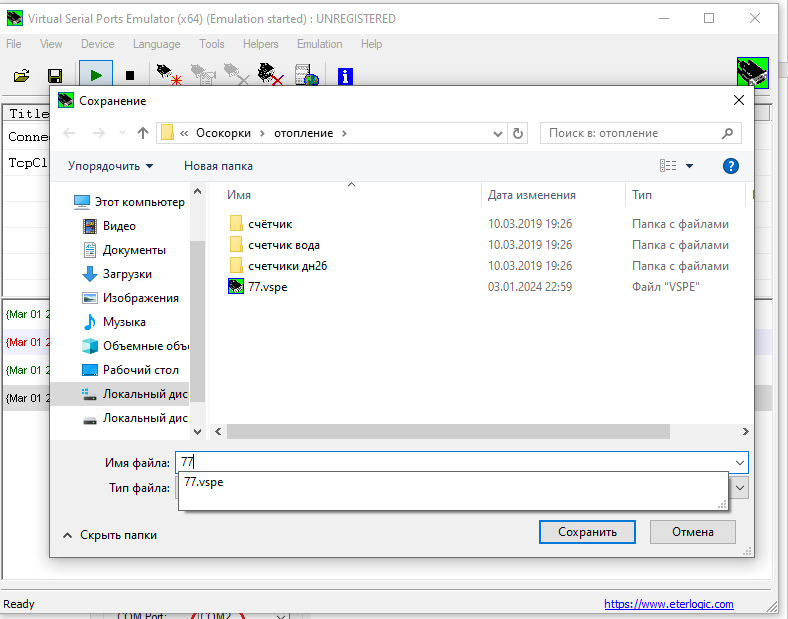 Virtual Serial Ports Emulator (x64) (Emulation started) : UNREGISTERED
File View Device Language Tools Helpers Emulation Help
Title
Сохранение
Conne
« Осокорки › отопление ›
Поиск в: отопление
TcpCl
Упорядочить Новая папка
Этот компьютер
Видео
Документы
Загрузки
Изображения
Музыка
Объемные объ
Рабочий стол
Локальный дис
Локальный дис
Имя Дата изменения Тип
счётчик 10.03.2019 19:26 Папка с файлами
счетчик вода 10.03.2019 19:26 Папка с файлами
счетчики дн26 10.03.2019 19:26 Папка с файлами
77.vspe 03.01.2024 22:59 Файл "VSPE"
{Mar 01 2
{Mar 01 2
{Mar 01 2
{Mar 01 2
Имя файла: 77
Тип файла:
77.vspe
Скрыть папки
Сохранить Отмена
Ready https://www.eterlogic.com
COM Port: COM2